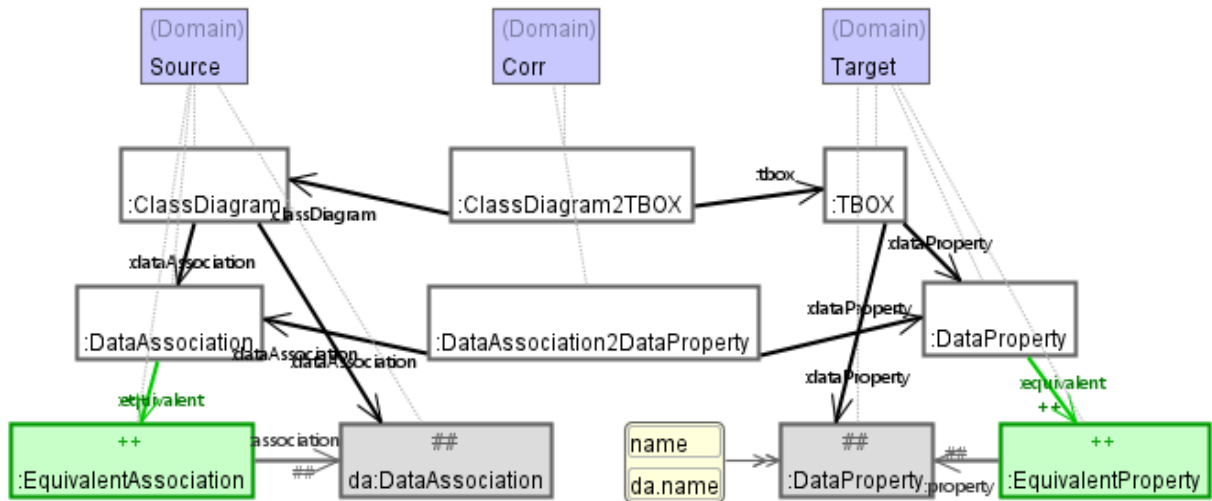 (Domain)
Source
(Domain)
Corr
(Domain)
Target
:ClassDiagram
:classDiagram
:ClassDiagram2TBOX
:tbox
:TBOX
:dataAssociation
:dataProperty
:DataAssociation
:dataAssociation
:dataAssociation
:DataAssociation2DataProperty
:dataProperty
:DataProperty
:dataProperty
:equivalent
++
:equivalent
++
++
:EquivalentAssociation
:association
##
##
da:DataAssociation
name
da.name
##
:DataProperty
##
:property
++
:EquivalentProperty